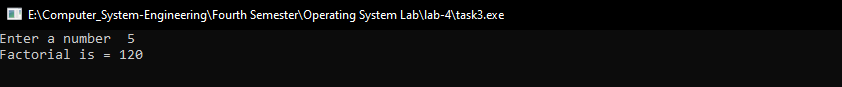 E:\Computer_System-Engineering\Fourth Semester\Operating System Lab\lab-4\task3.exe
Enter a number  5
Factorial is = 120